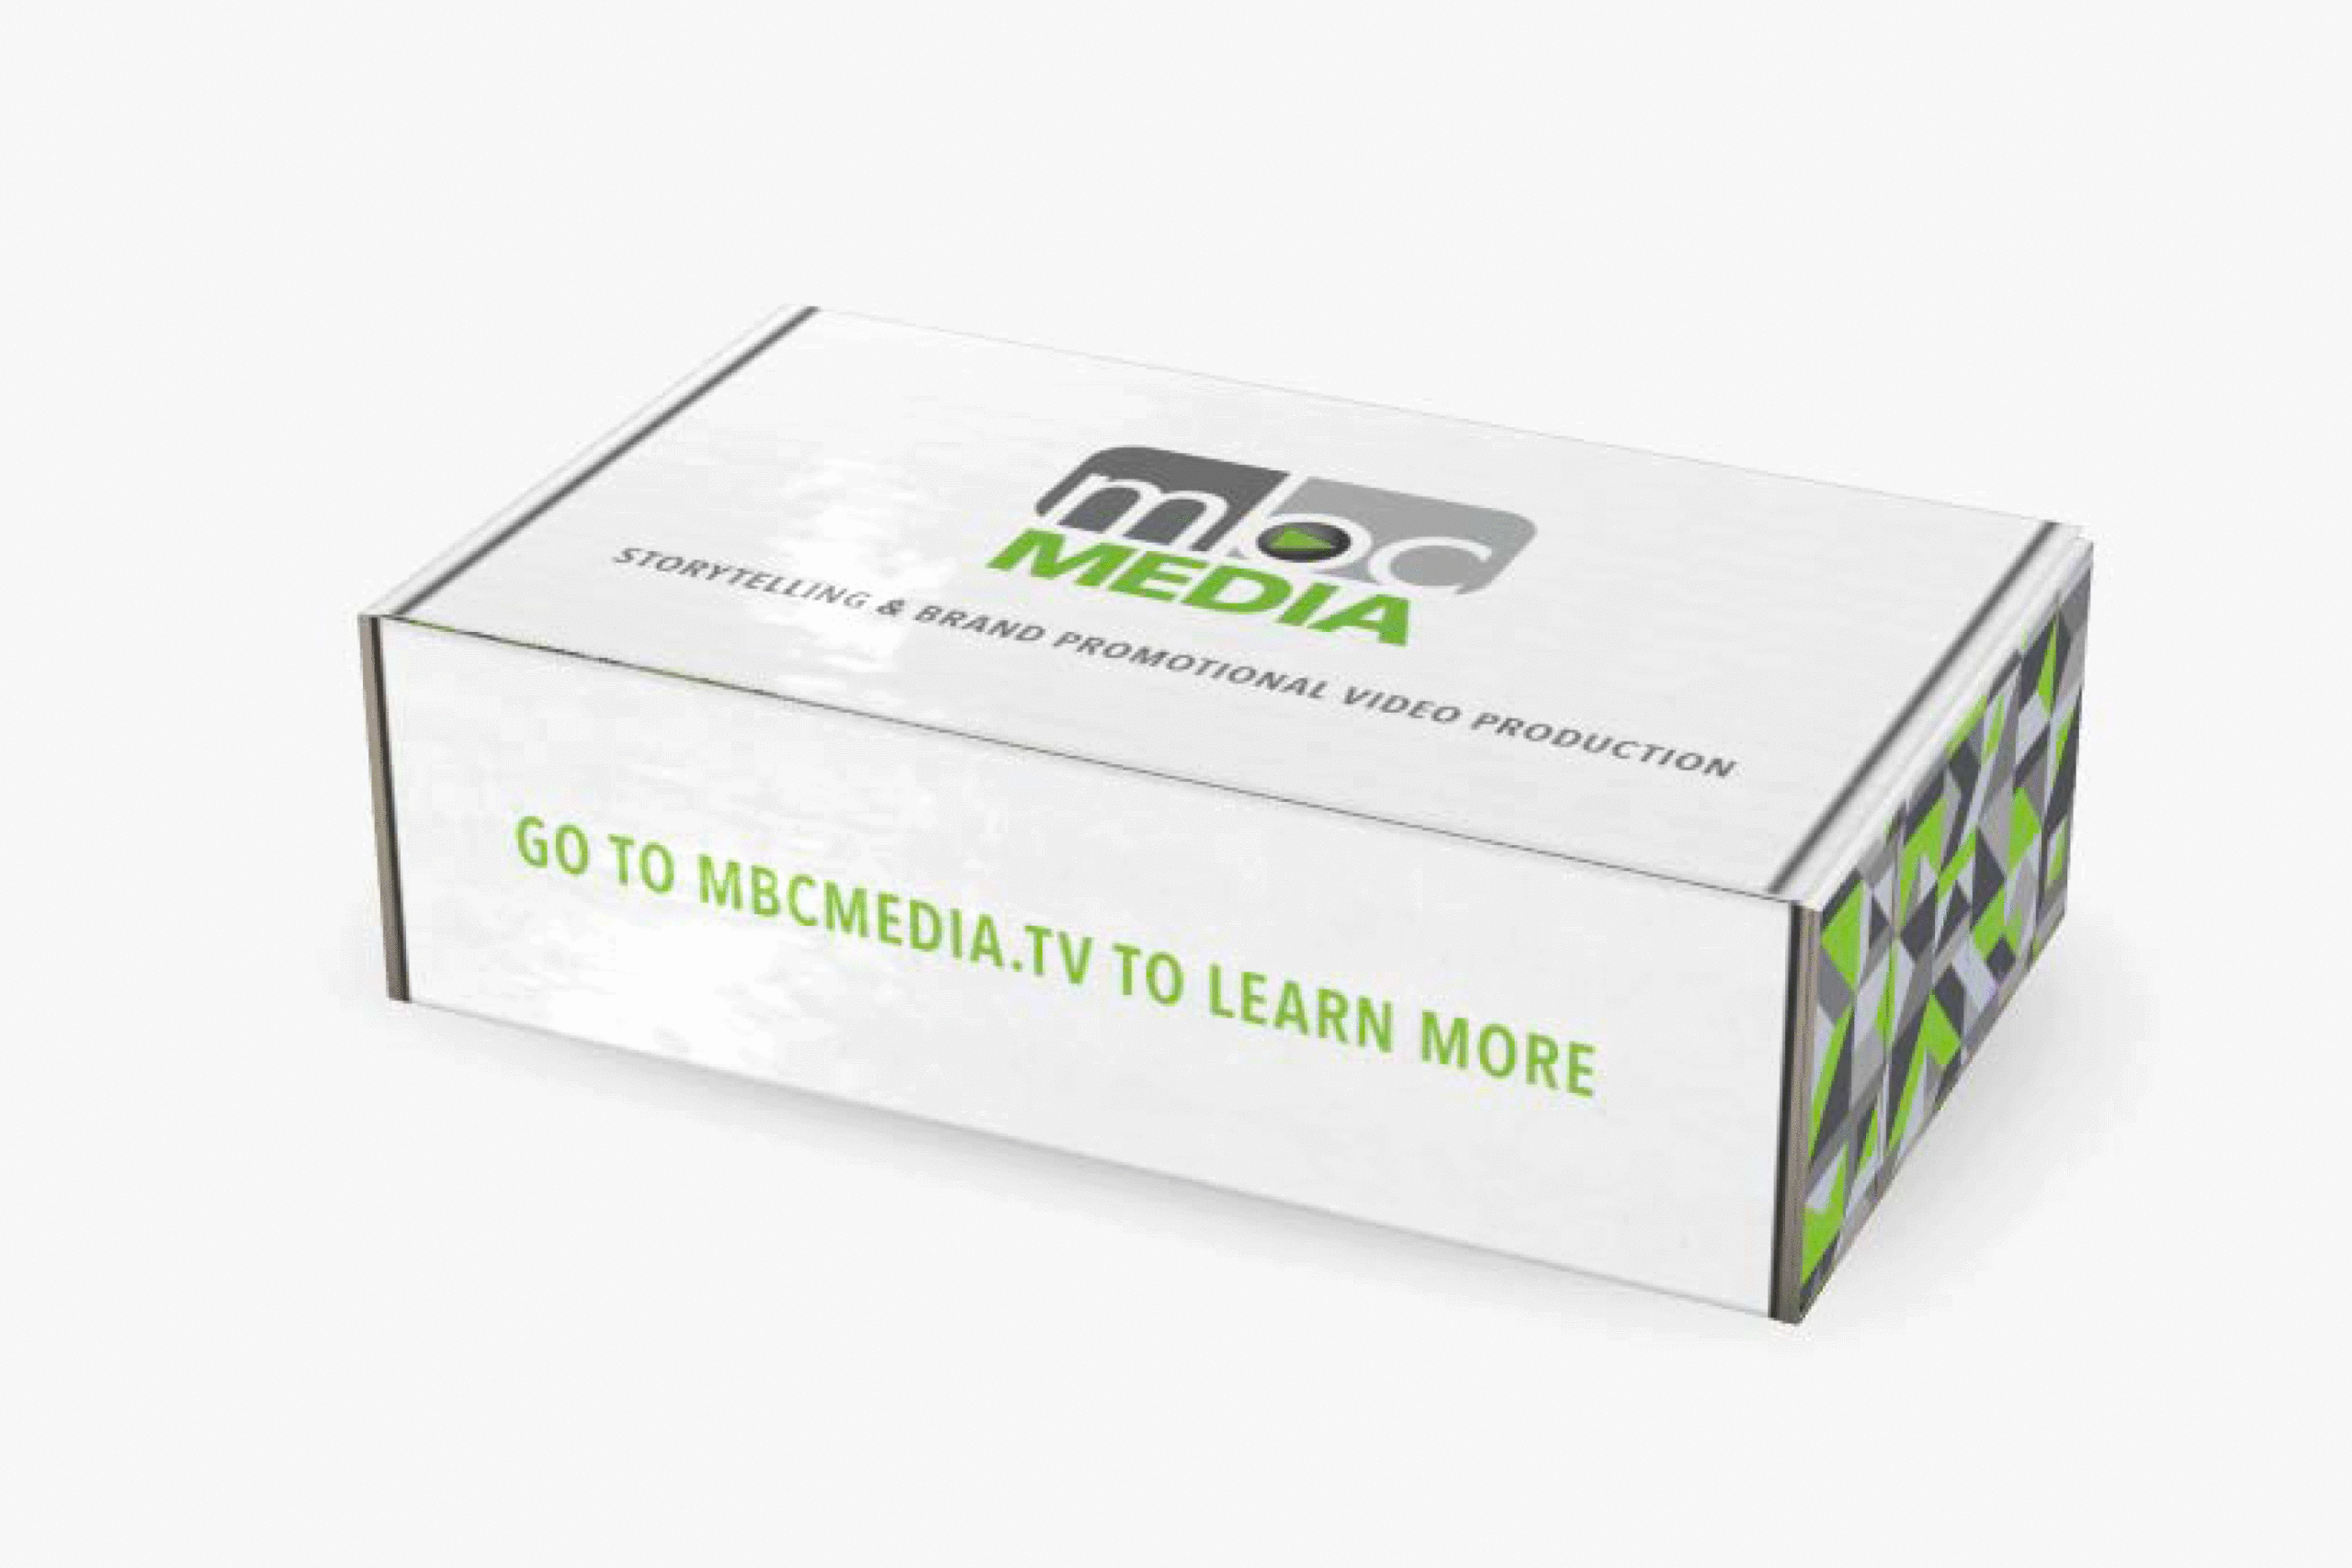 mbc
MEDIA
STORYTELLING & BRAND PROMOTIONAL VIDEO PRODUCTION
GO TO MBCMEDIA.TV TO LEARN MORE